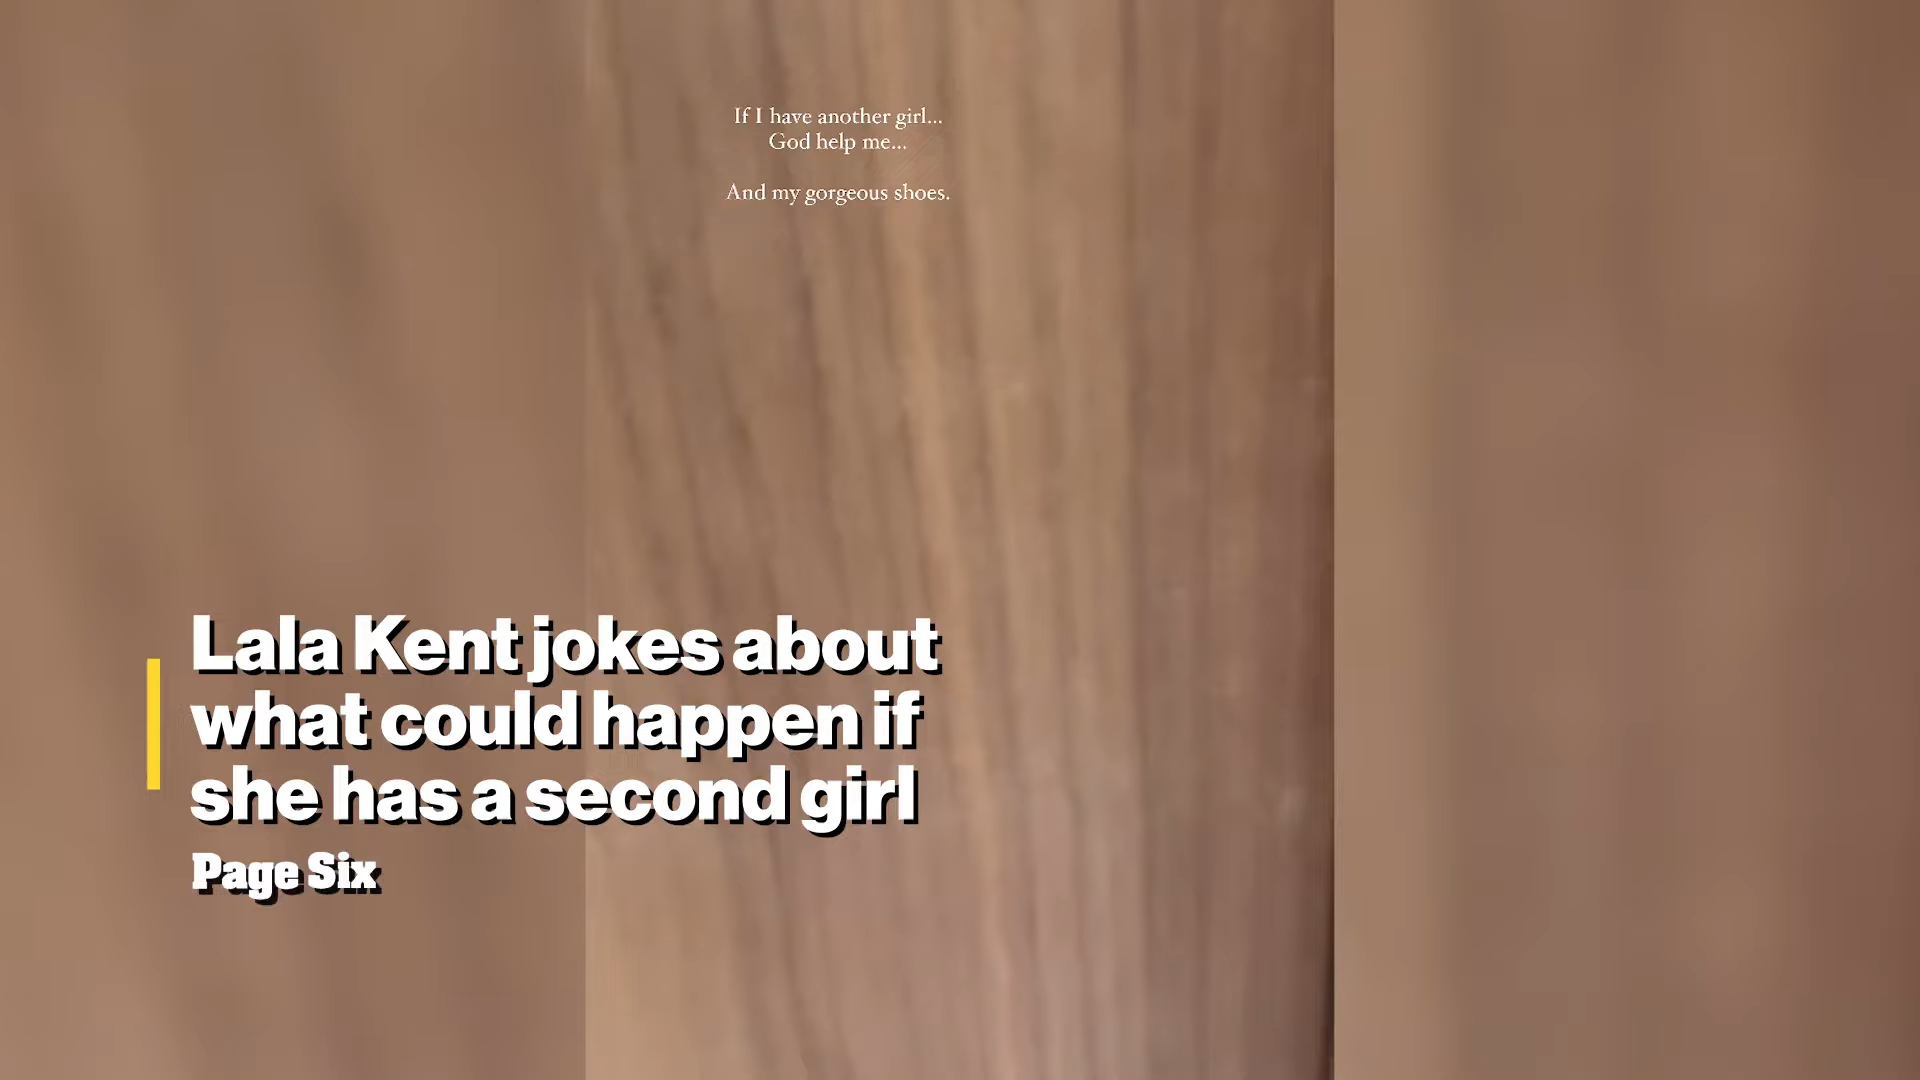 If I have another girl...
God help me...
And my gorgeous shoes.
Lala Kent jokes about
what could happen if
she has a second girl
Page Six